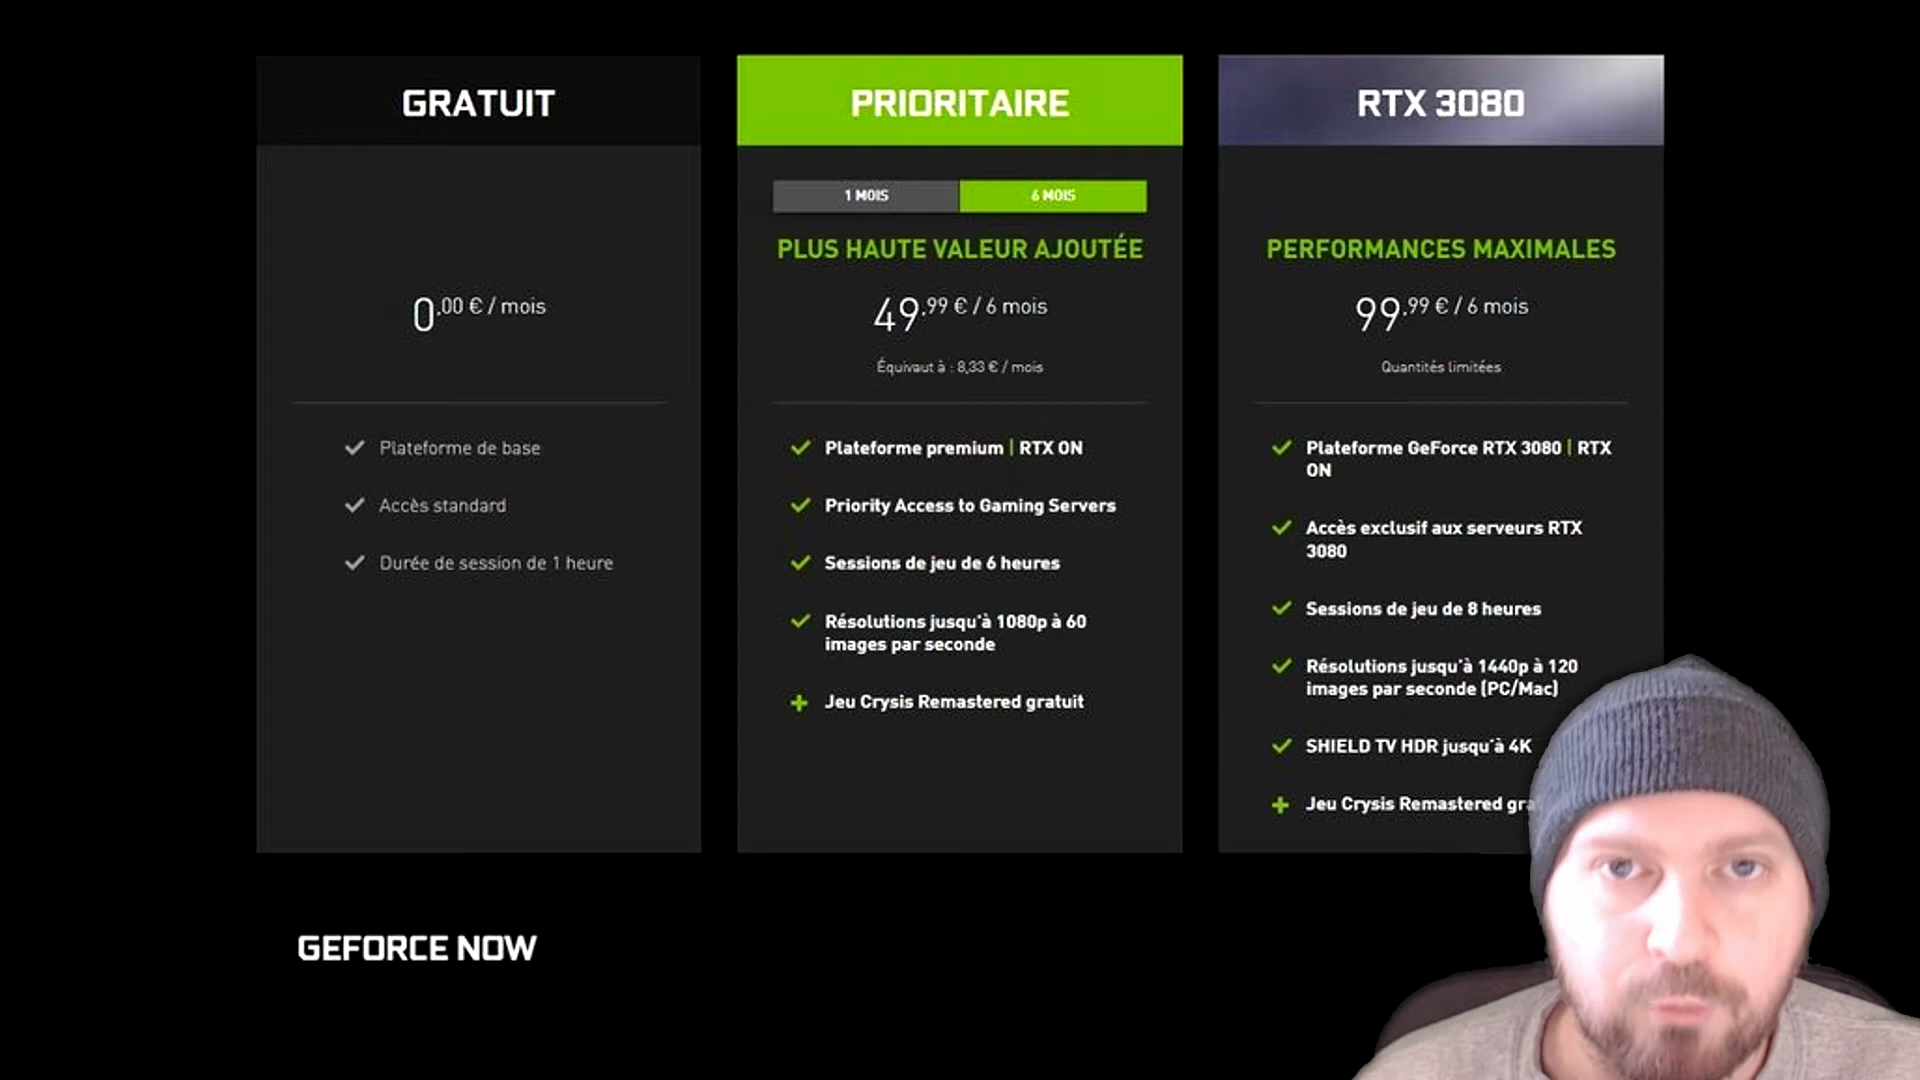 GRATUIT
0,00 € / mois
Plateforme de base
Accès standard
Durée de session de 1 heure
PRIORITAIRE
1 MOIS
6 MOIS
PLUS HAUTE VALEUR AJOUTÉE
49,99 € / 6 mois
Équivaut à : 8,33 € / mois
Plateforme premium | RTX ON
Priority Access to Gaming Servers
Sessions de jeu de 6 heures
Résolutions jusqu'à 1080p à 60
images par seconde
Jeu Crysis Remastered gratuit
RTX 3080
PERFORMANCES MAXIMALES
99,99 € / 6 mois
Quantités limitées
Plateforme GeForce RTX 3080 | RTX
ON
Accès exclusif aux serveurs RTX
3080
Sessions de jeu de 8 heures
Résolutions jusqu'à 1440p à 120
images par seconde (PC/Mac)
SHIELD TV HDR jusqu'à 4K
Jeu Crysis Remastered
GEFORCE NOW